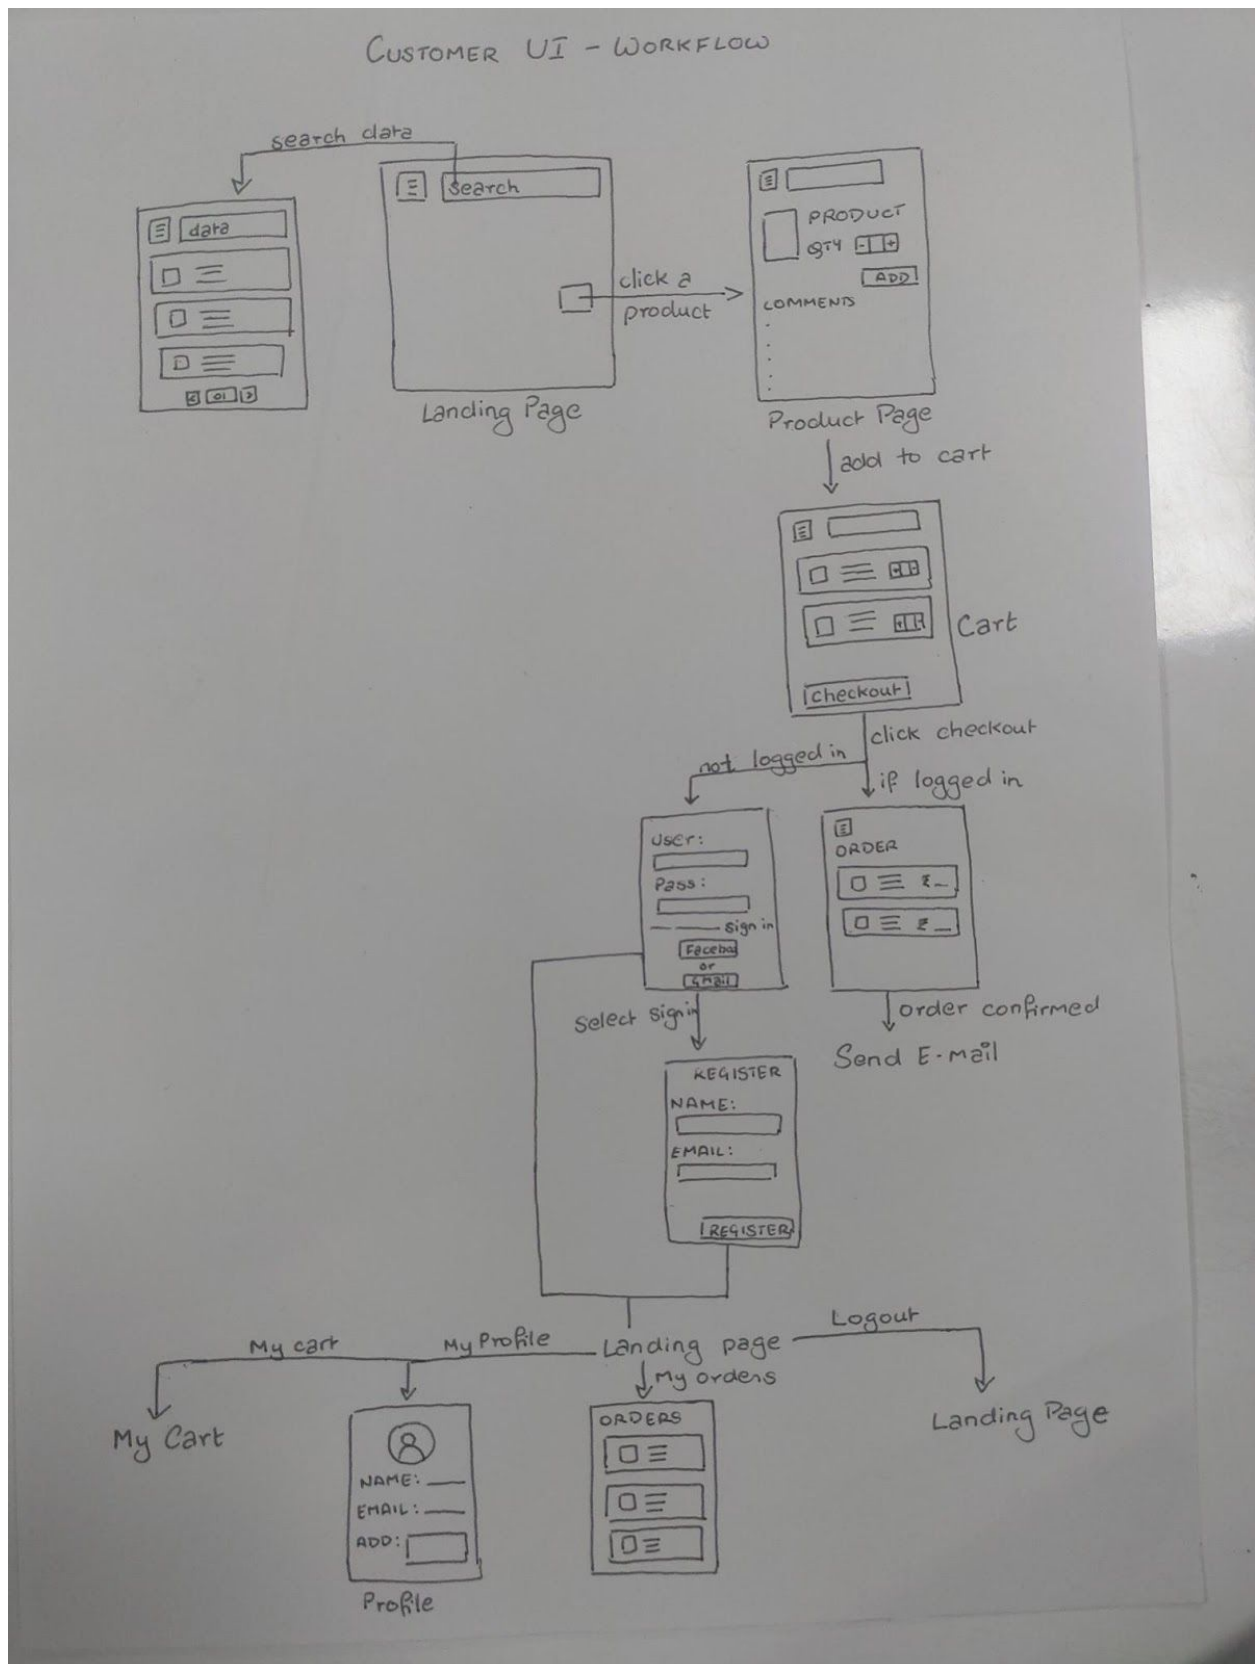 CUSTOMER UI - WORKFLOW
search data
search
data
01
click a
product
Landing Page
PRODUCT
QTY - +
ADD
COMMENTS
Product Page
add to cart
Cart
checkout
click checkout
not logged in
if logged in
User:
Pass:
sign in
Faceboo
or
Gmail
ORDER
₹
₹
select sign in
order confirmed
Send E-mail
REGISTER
NAME:
EMAIL:
REGISTER
My cart
My Profile
Landing page
Logout
My orders
My Cart
Landing Page
NAME:
EMAIL:
ADD:
Profile
ORDERS